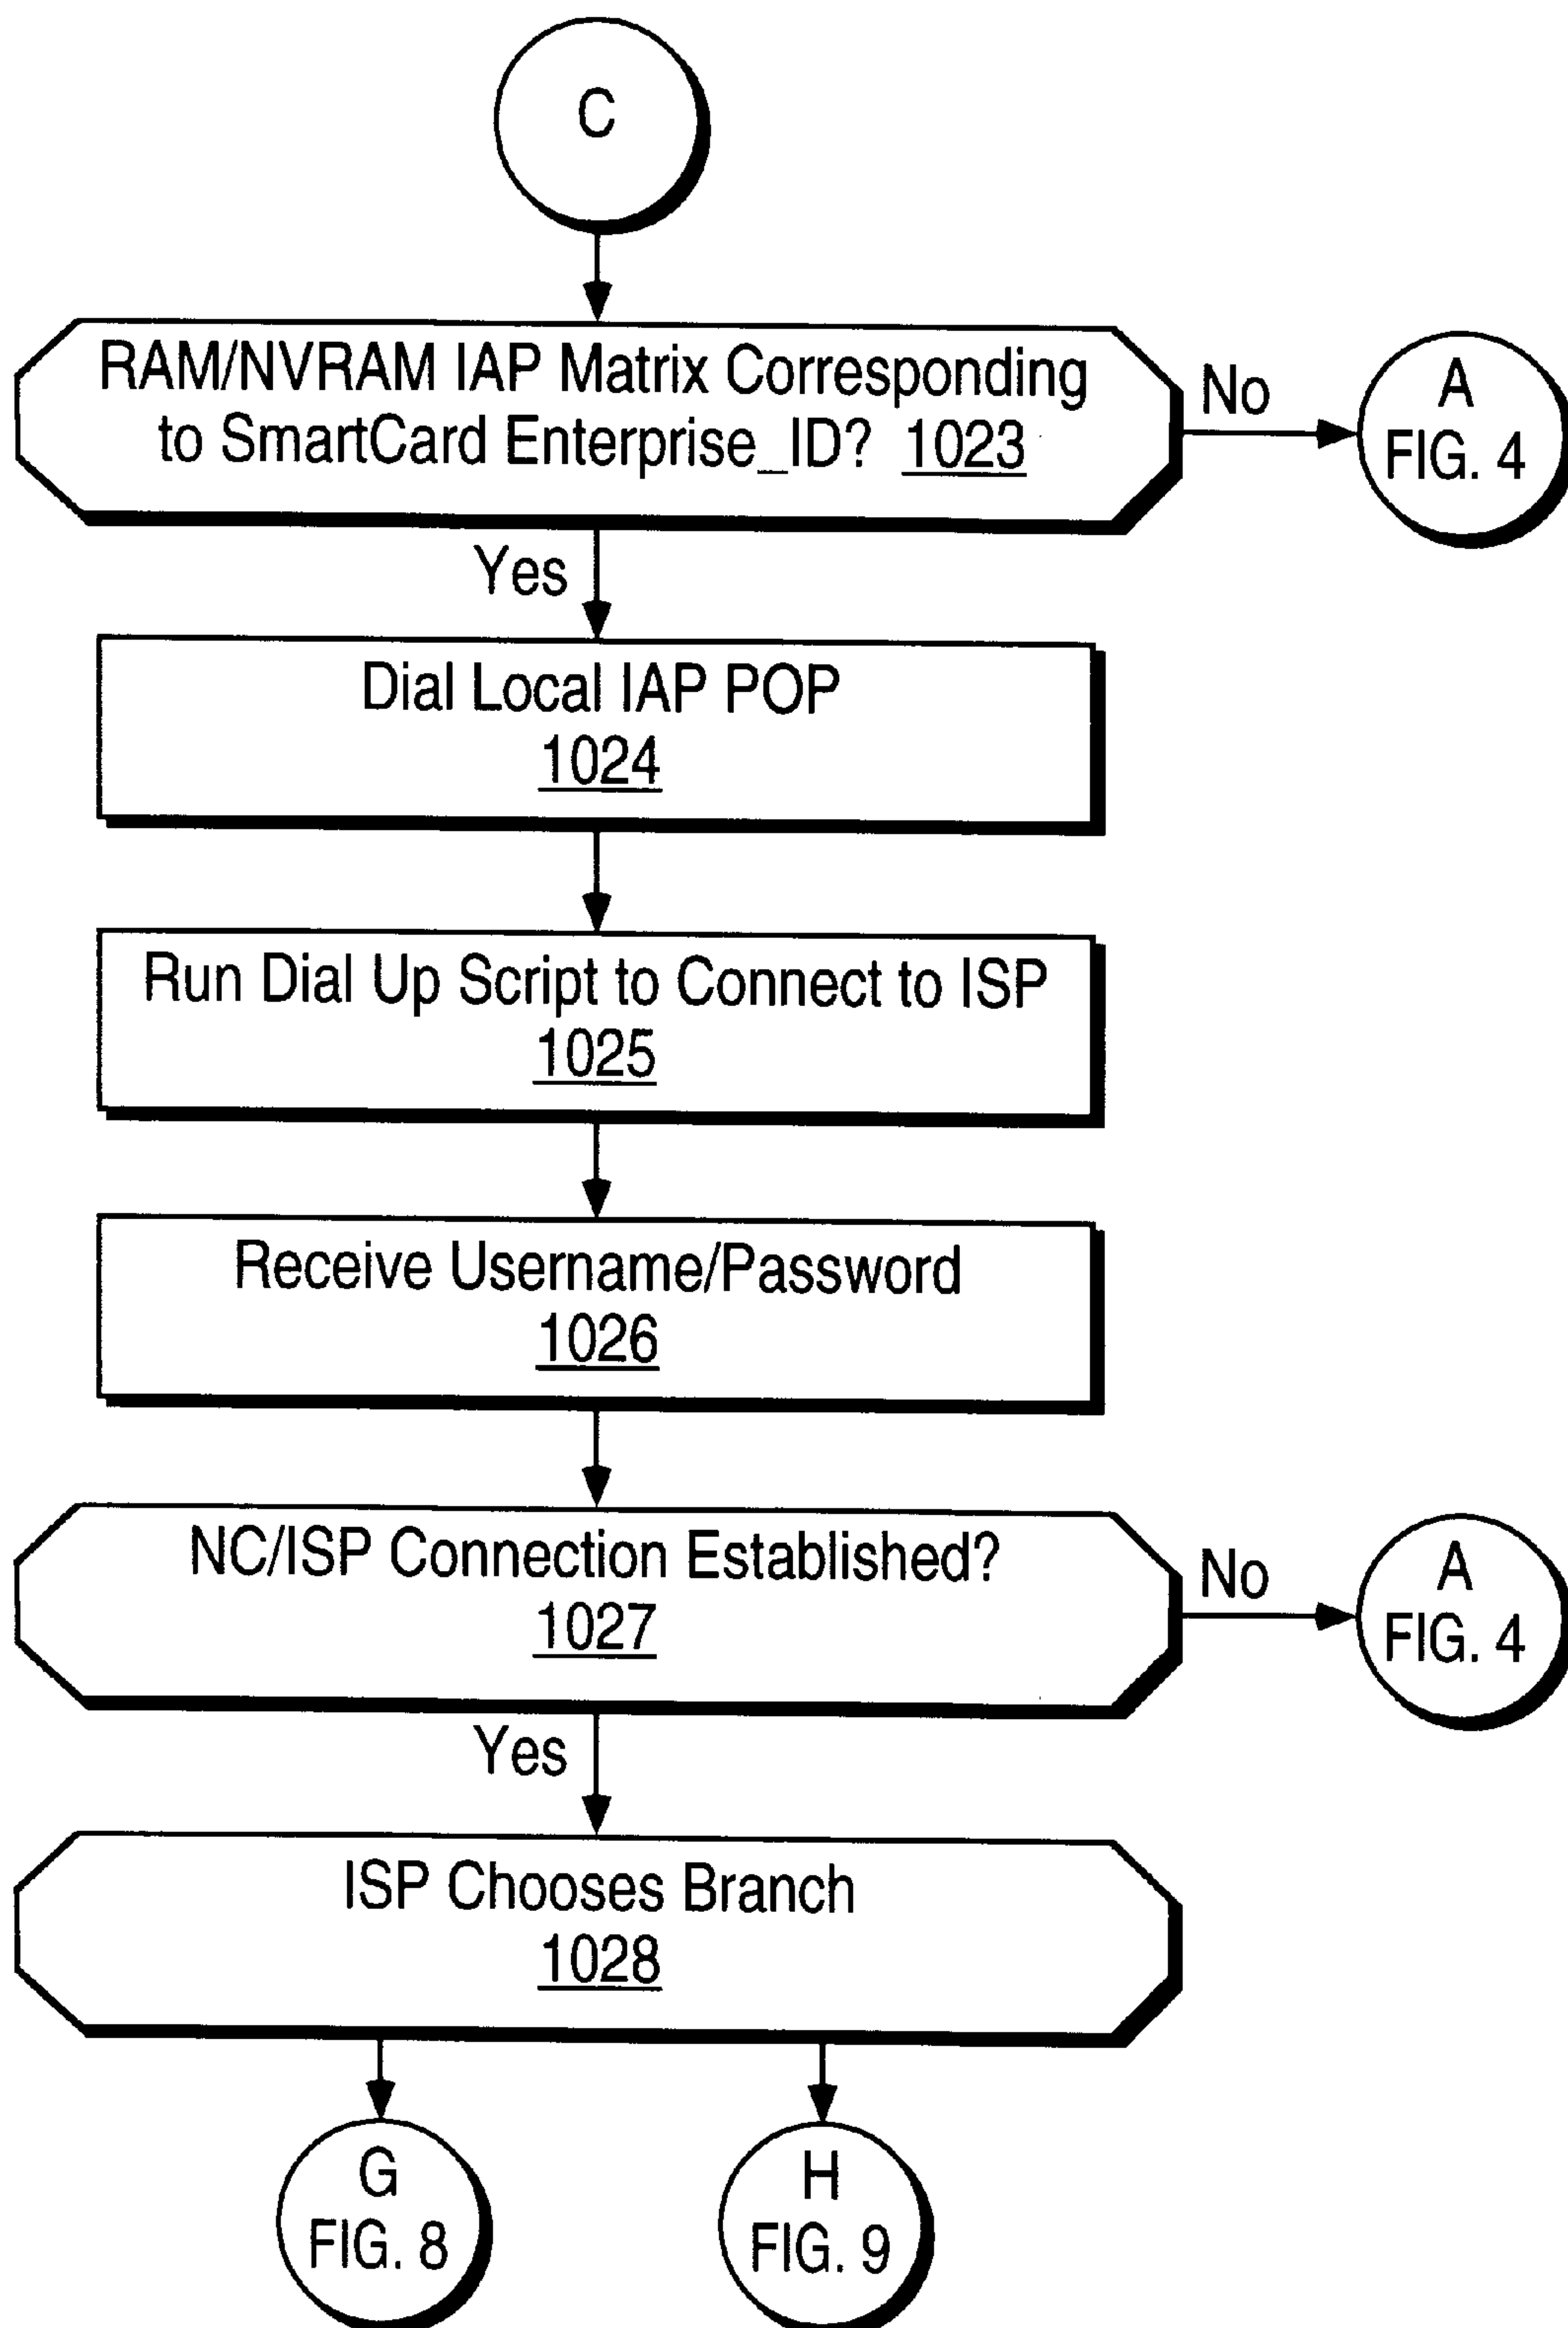 C
RAM/NVRAM IAP Matrix Corresponding
to SmartCard Enterprise_ID? 1023
No
A
FIG. 4
Yes
Dial Local IAP POP
1024
Run Dial Up Script to Connect to ISP
1025
Receive Username/Password
1026
NC/ISP Connection Established?
1027
No
A
FIG. 4
Yes
ISP Chooses Branch
1028
G
FIG. 8
H
FIG. 9